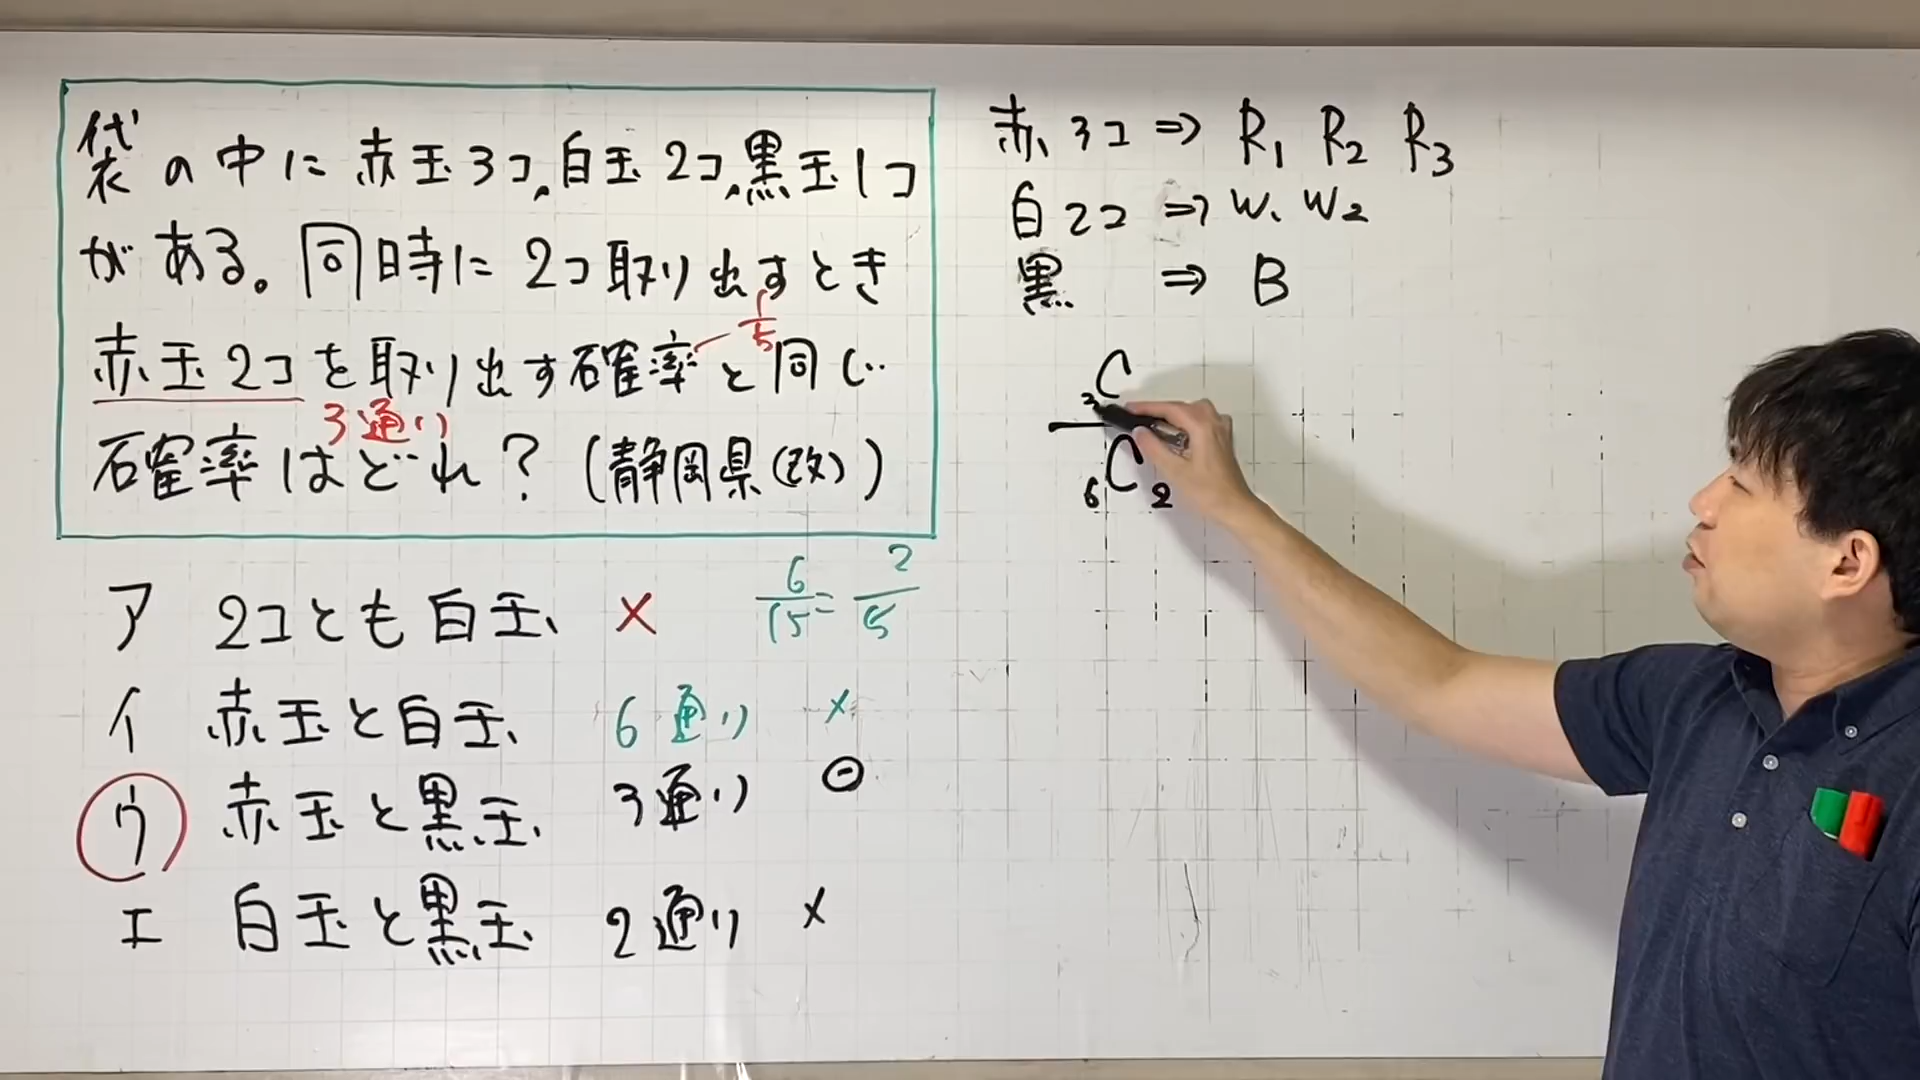 袋の中に赤玉3コ,白玉2コ,黒玉1コ
がある。同時に2コ取り出すとき
1/5
赤玉2コを取り出す確率と同じ
3通り
確率はどれ?(静岡県(改))
ア 2コとも白玉 × 6/15=2/5
イ 赤玉と白玉 6通り ×
ウ 赤玉と黒玉 3通り
エ 白玉と黒玉 2通り ×
赤3コ⇒R1 R2 R3
白2コ⇒W1 W2
黒 ⇒ B
3C
6C2